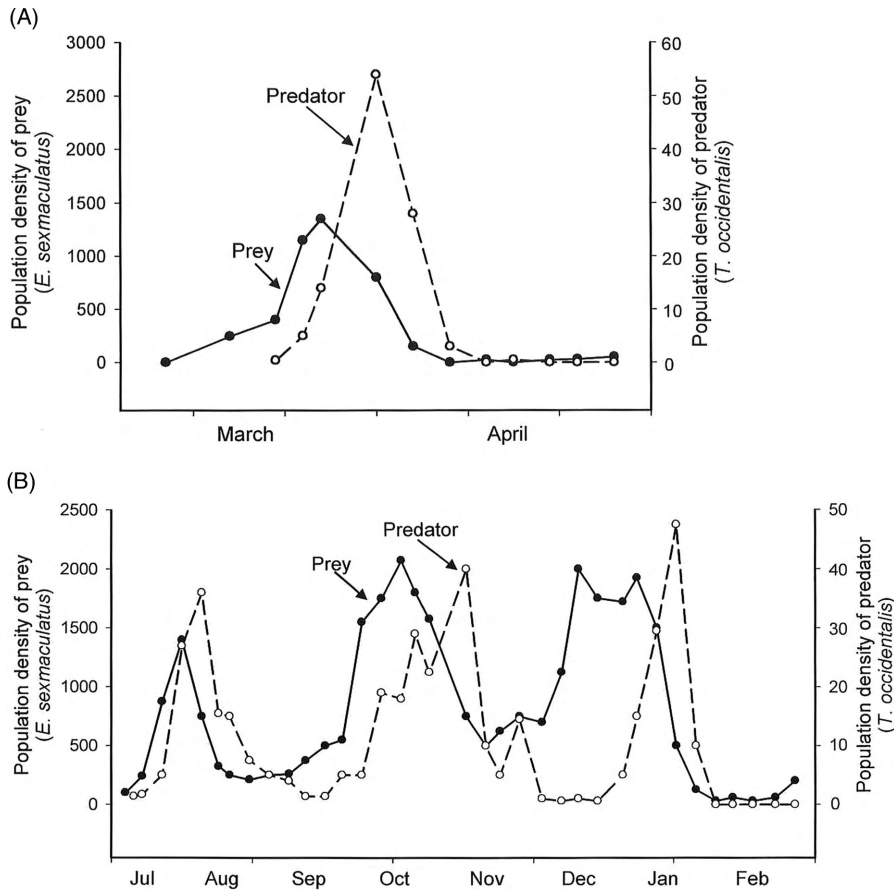 (A)
3000
2500
2000
1500
1000
500
0
Population density of prey
(E. sexmaculatus)
Predator
Prey
60
50
40
30
20
10
0
Population density of predator
(T. occidentalis)
March
April
(B)
2500
2000
1500
1000
500
0
Population density of prey
(E. sexmaculatus)
Predator
Prey
50
40
30
20
10
0
Population density of predator
(T. occidentalis)
Jul
Aug
Sep
Oct
Nov
Dec
Jan
Feb